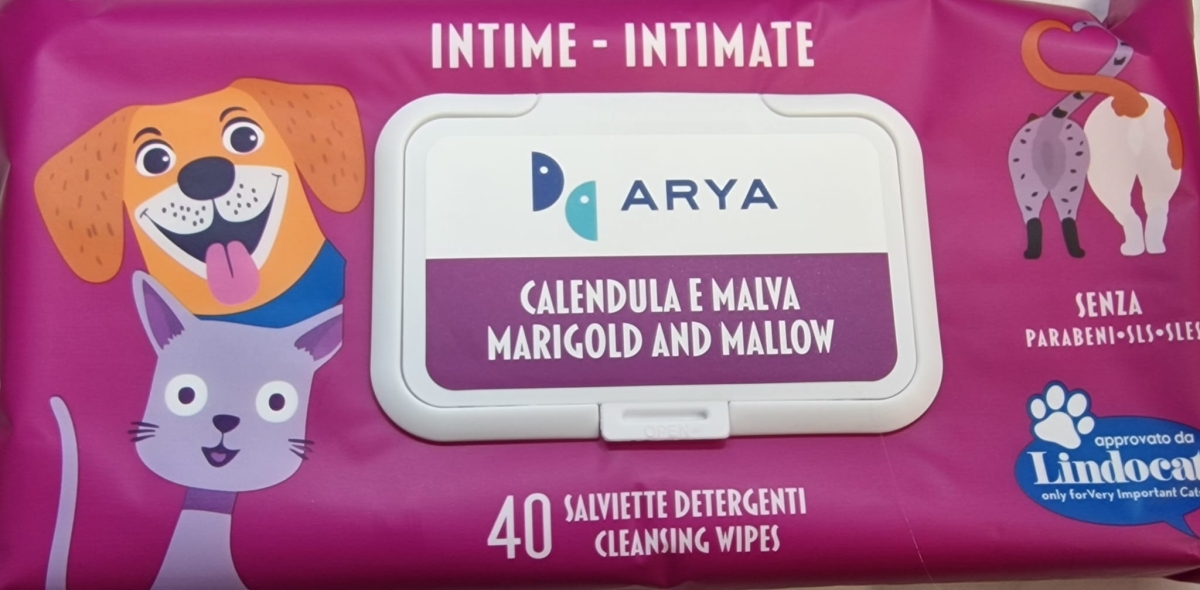 INTIME - INTIMATE
ARYA
CALENDULA E MALVA
MARIGOLD AND MALLOW
OPEN
40 SALVIETTE DETERGENTI
CLEANSING WIPES
SENZA
PARABENI•SLS•SLES
approvato da
Lindocat
only for Very Important Cats